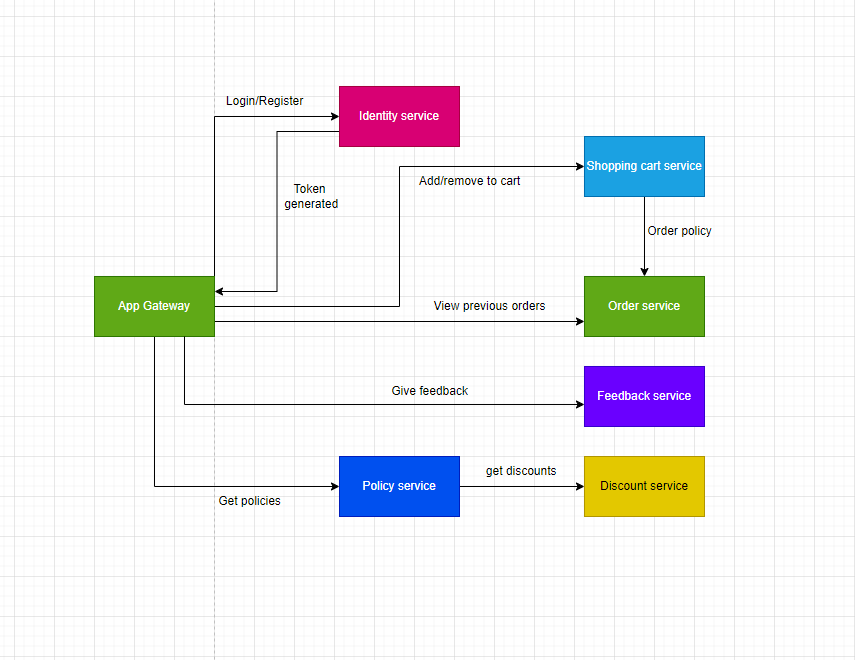 Login/Register
Identity service
Shopping cart service
Add/remove to cart
Token
generated
Order policy
App Gateway
View previous orders
Order service
Give feedback
Feedback service
get discounts
Policy service
Discount service
Get policies